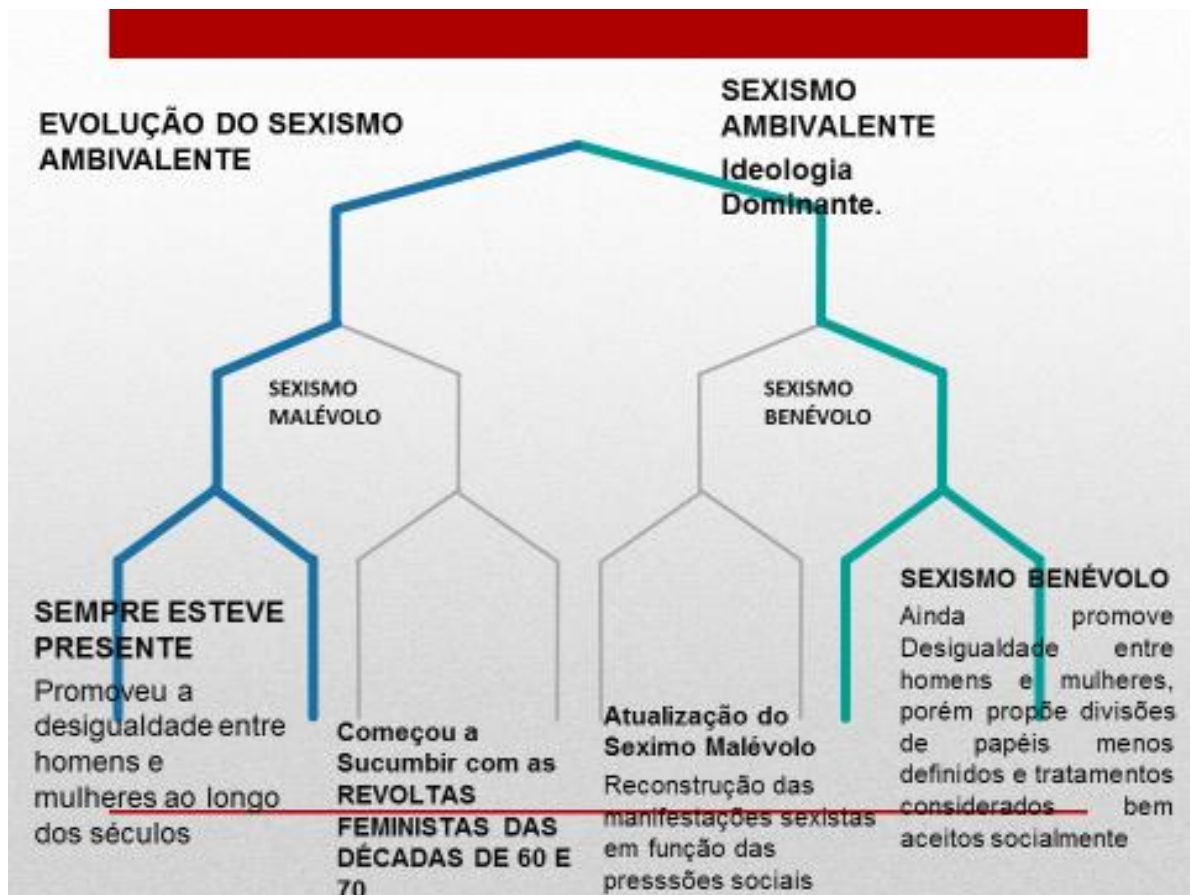 EVOLUÇÃO DO SEXISMO
AMBIVALENTE
SEXISMO
AMBIVALENTE
Ideologia
Dominante.
SEXISMO
MALÉVOLO
SEXISMO
BENÉVOLO
SEMPRE ESTEVE
PRESENTE
Promoveu a
desigualdade entre
homens e
mulheres ao longo
dos séculos
Começou a
Sucumbir com as
REVOLTAS
FEMINISTAS DAS
DÉCADAS DE 60 E
70
Atualização do
Seximo Malévolo
Reconstrução das
manifestações sexistas
em função das
presssões sociais
SEXISMO BENÉVOLO
Ainda promove
Desigualdade entre
homens e mulheres,
porém propõe divisões
de papéis menos
definidos e tratamentos
considerados bem
aceitos socialmente